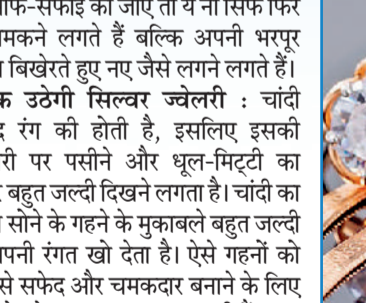 साफ-सफाई की जाए तो ये ना सिर्फ फिर
चमकने लगते हैं बल्कि अपनी भरपूर
बिखेरते हुए नए जैसे लगने लगते हैं।
उठेगी सिल्वर ज्वेलरी : चांदी
रंग की होती है, इसलिए इसकी
पर पसीने और धूल-मिट्टी का
बहुत जल्दी दिखने लगता है। चांदी का
सोने के गहने के मुकाबले बहुत जल्दी
अपनी रंगत खो देता है। ऐसे गहनों को
से सफेद और चमकदार बनाने के लिए